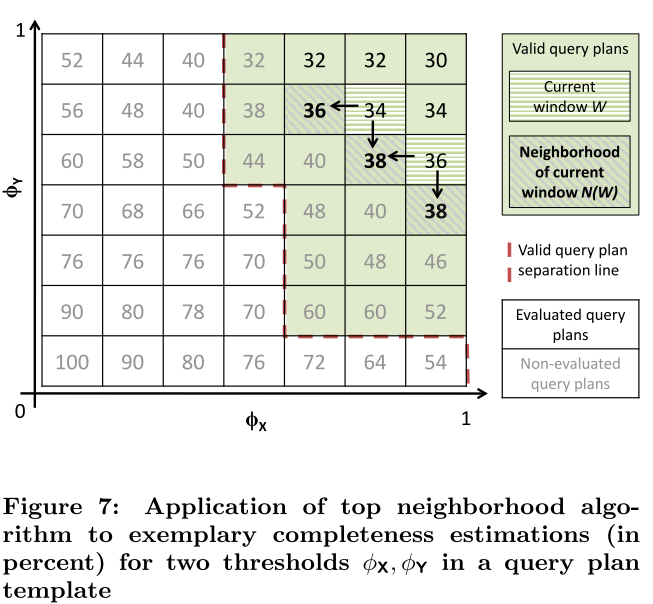 1
52 44 40 32 32 32 30
56 48 40 38 36 34 34
60 58 50 44 40 38 36
70 68 66 52 48 40 38
76 76 76 70 50 48 46
90 80 78 70 60 60 52
100 90 80 76 72 64 54
ϕY
0
ϕX
1
Valid query plans
Current
window W
Neighborhood
of current
window N(W)
Valid query plan
separation line
Evaluated query
plans
Non-evaluated
query plans
Figure 7: Application of top neighborhood algo-
rithm to exemplary completeness estimations (in
percent) for two thresholds ϕX, ϕY in a query plan
template